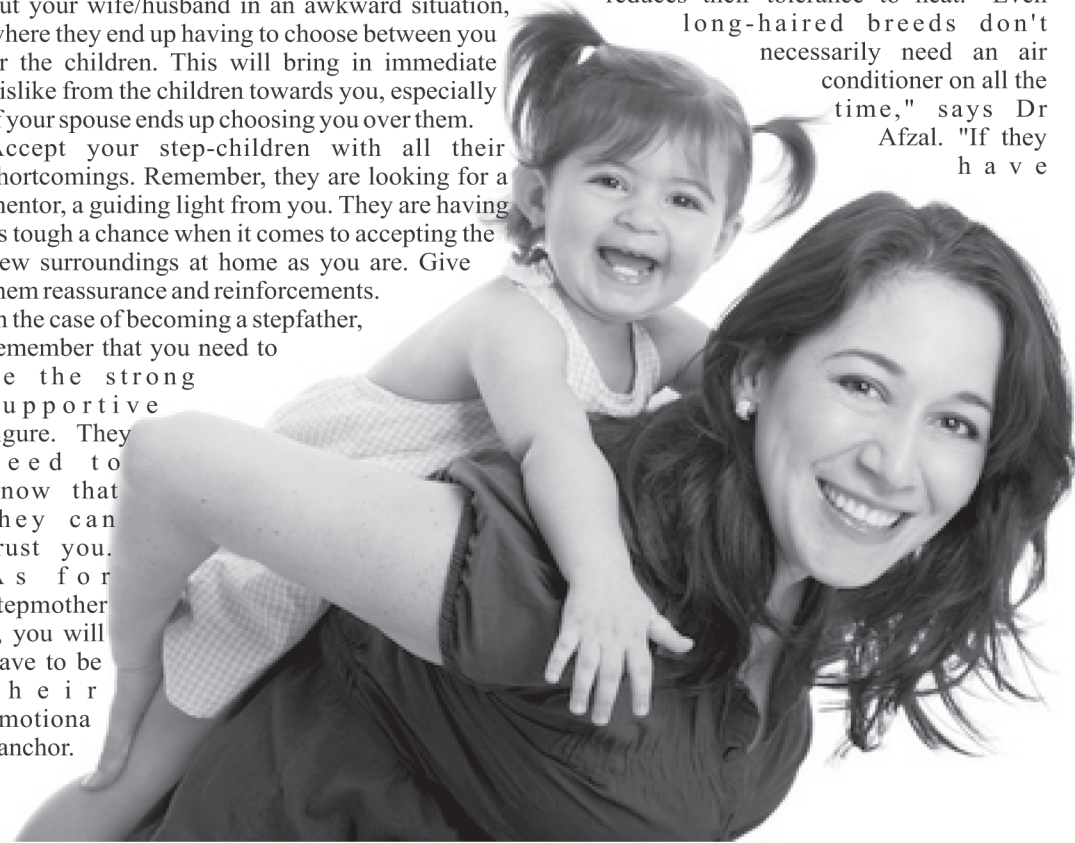 ut your wife/husband in an awkward situation,
here they end up having to choose between you
r the children. This will bring in immediate
islike from the children towards you, especially
f your spouse ends up choosing you over them.
ccept your step-children with all their
hortcomings. Remember, they are looking for a
entor, a guiding light from you. They are having
s tough a chance when it comes to accepting the
ew surroundings at home as you are. Give
hem reassurance and reinforcements.
n the case of becoming a stepfather,
emember that you need to
e the strong
upportive
igure. They
eed to
now that
hey can
rust you.
As for
tepmother
, you will
ave to be
heir
motiona
anchor.
reduces their tolerance to heat. "Even
long-haired breeds don't
necessarily need an air
conditioner on all the
time," says Dr
Afzal. "If they
have